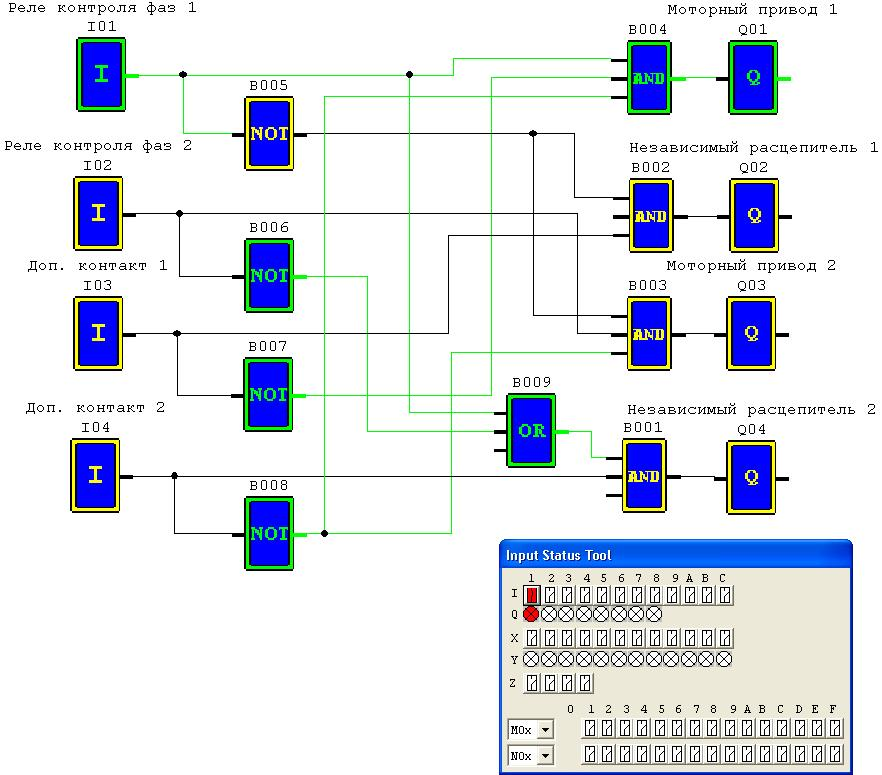 Реле контроля фаз 1
Моторный привод 1
I01
B004
Q01
I
AND
Q
B005
NOT
Реле контроля фаз 2
Независимый расцепитель 1
I02
B002
Q02
I
AND
Q
B006
NOT
Доп. контакт 1
Моторный привод 2
I03
B003
Q03
I
AND
Q
B007
NOT
B009
OR
Доп. контакт 2
Независимый расцепитель 2
I04
B001
Q04
I
AND
Q
B008
NOT
Input Status Tool
1 2 3 4 5 6 7 8 9 A B C
I
Q
X
Y
Z
0 1 2 3 4 5 6 7 8 9 A B C D E F
M0x
N0x